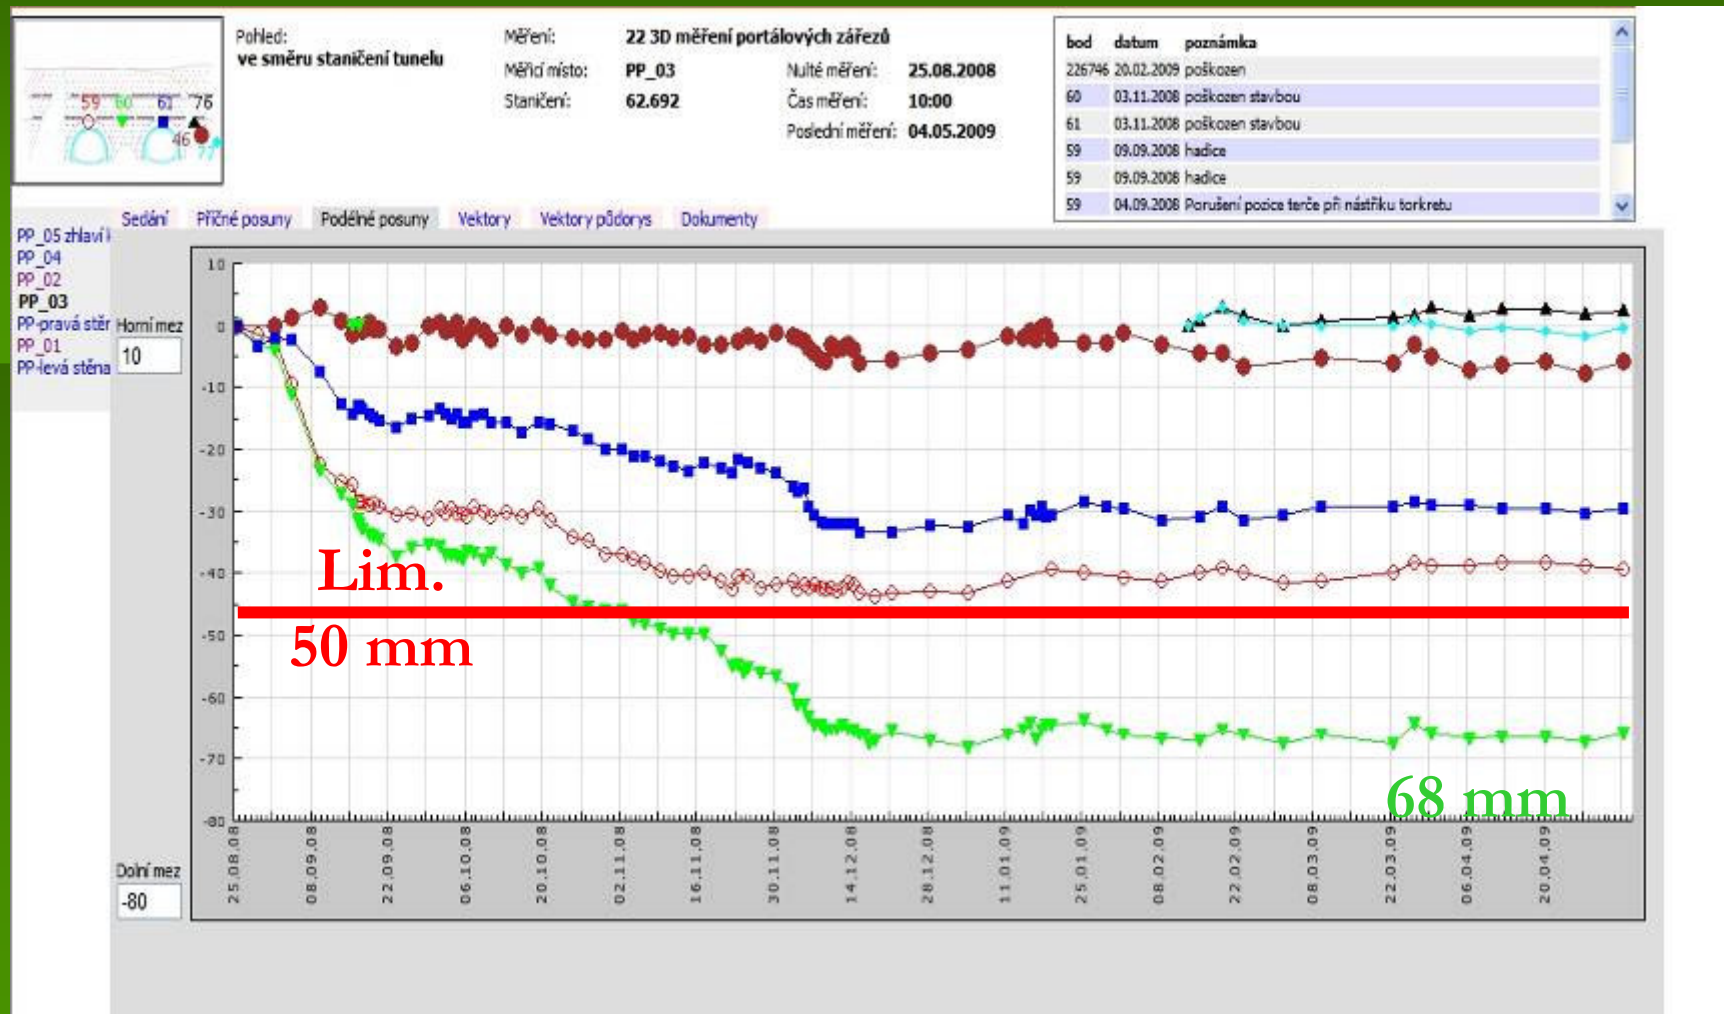 Pohled:
ve směru staničení tunelu
Měření:
22 3D měření portálových zářezů
Měřicí místo:
PP_03
Nulté měření:
25.08.2008
Staničení:
62.692
Čas měření:
10:00
Poslední měření:
04.05.2009
bod datum poznámka
226746 20.02.2009 poškozen
60 03.11.2008 poškozen stavbou
61 03.11.2008 poškozen stavbou
59 09.09.2008 hadice
59 09.09.2008 hadice
59 04.09.2008 Porušení pozice terče při nástřiku torkretu
59 60 61 76
46 77
Sedání Příčné posuny Podélné posuny Vektory Vektory půdorys Dokumenty
PP_05 zhlaví
PP_04
PP_02
PP_03
PP-pravá stěr
PP_01
PP-levá stěna
Horní mez
10
Dolní mez
-80
10
0
-10
-20
-30
-40
-50
-60
-70
-80
Lim.
50 mm
68 mm
25.08.08
08.09.08
22.09.08
06.10.08
20.10.08
02.11.08
16.11.08
30.11.08
14.12.08
28.12.08
11.01.09
25.01.09
08.02.09
22.02.09
08.03.09
22.03.09
06.04.09
20.04.09